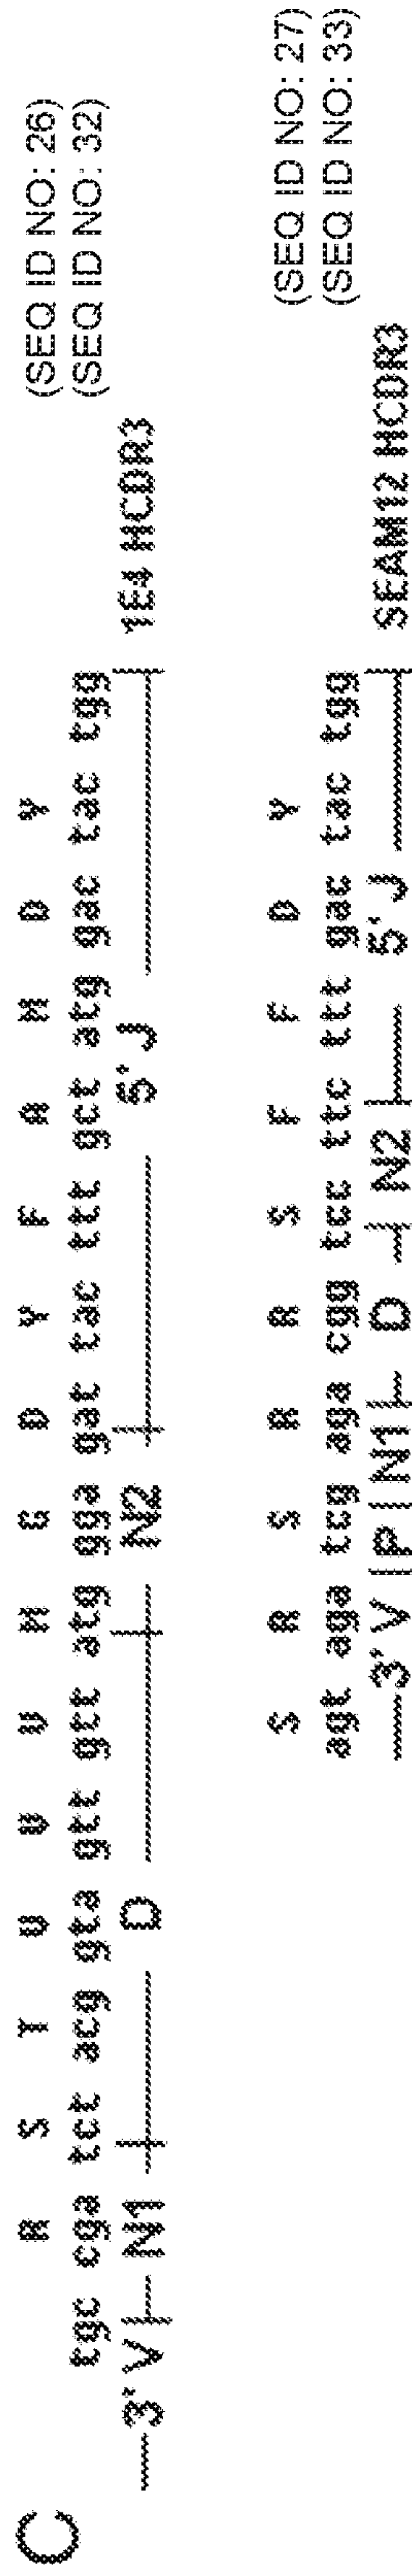 C
R S T V V V M G D Y F A M D Y (SEQ ID NO: 26)
tgc cga tct acg gta gtt gtt atg gga gat tac ttt gct atg gac tac tgg (SEQ ID NO: 32)
3' V | N1 | D | N2 | 5' J | 1E4 HCDR3
S R S R R S F F D Y (SEQ ID NO: 27)
agt aga tcg aga cgg tcc ttc ttt gac tac tgg (SEQ ID NO: 33)
3' V |P| N1 | D | N2 | 5' J | SEAM12 HCDR3